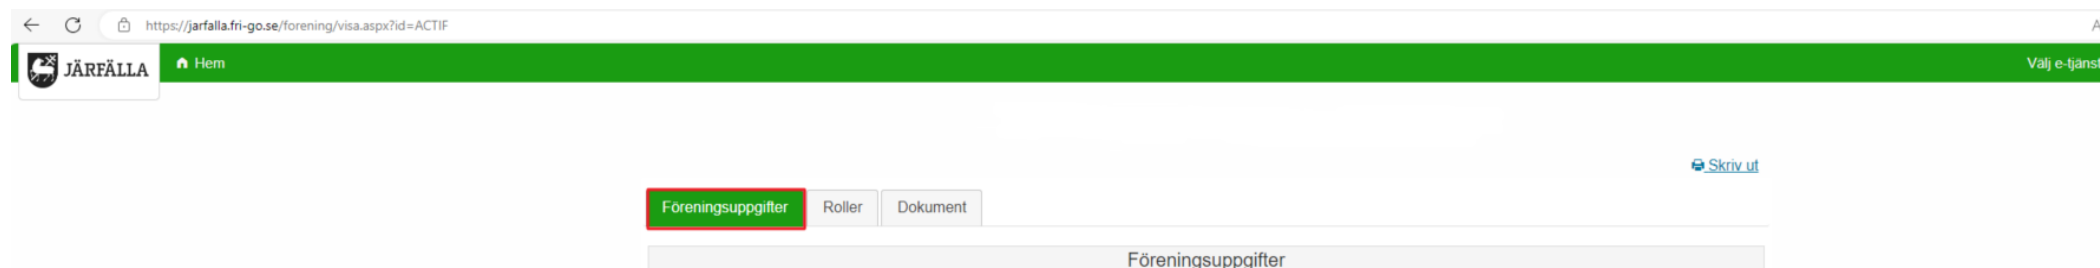 https://jarfalla.fri-go.se/forening/visa.aspx?id=ACTIF
JÄRFÄLLA Hem Välj e-tjänst
Skriv ut
Föreningsuppgifter Roller Dokument
Föreningsuppgifter